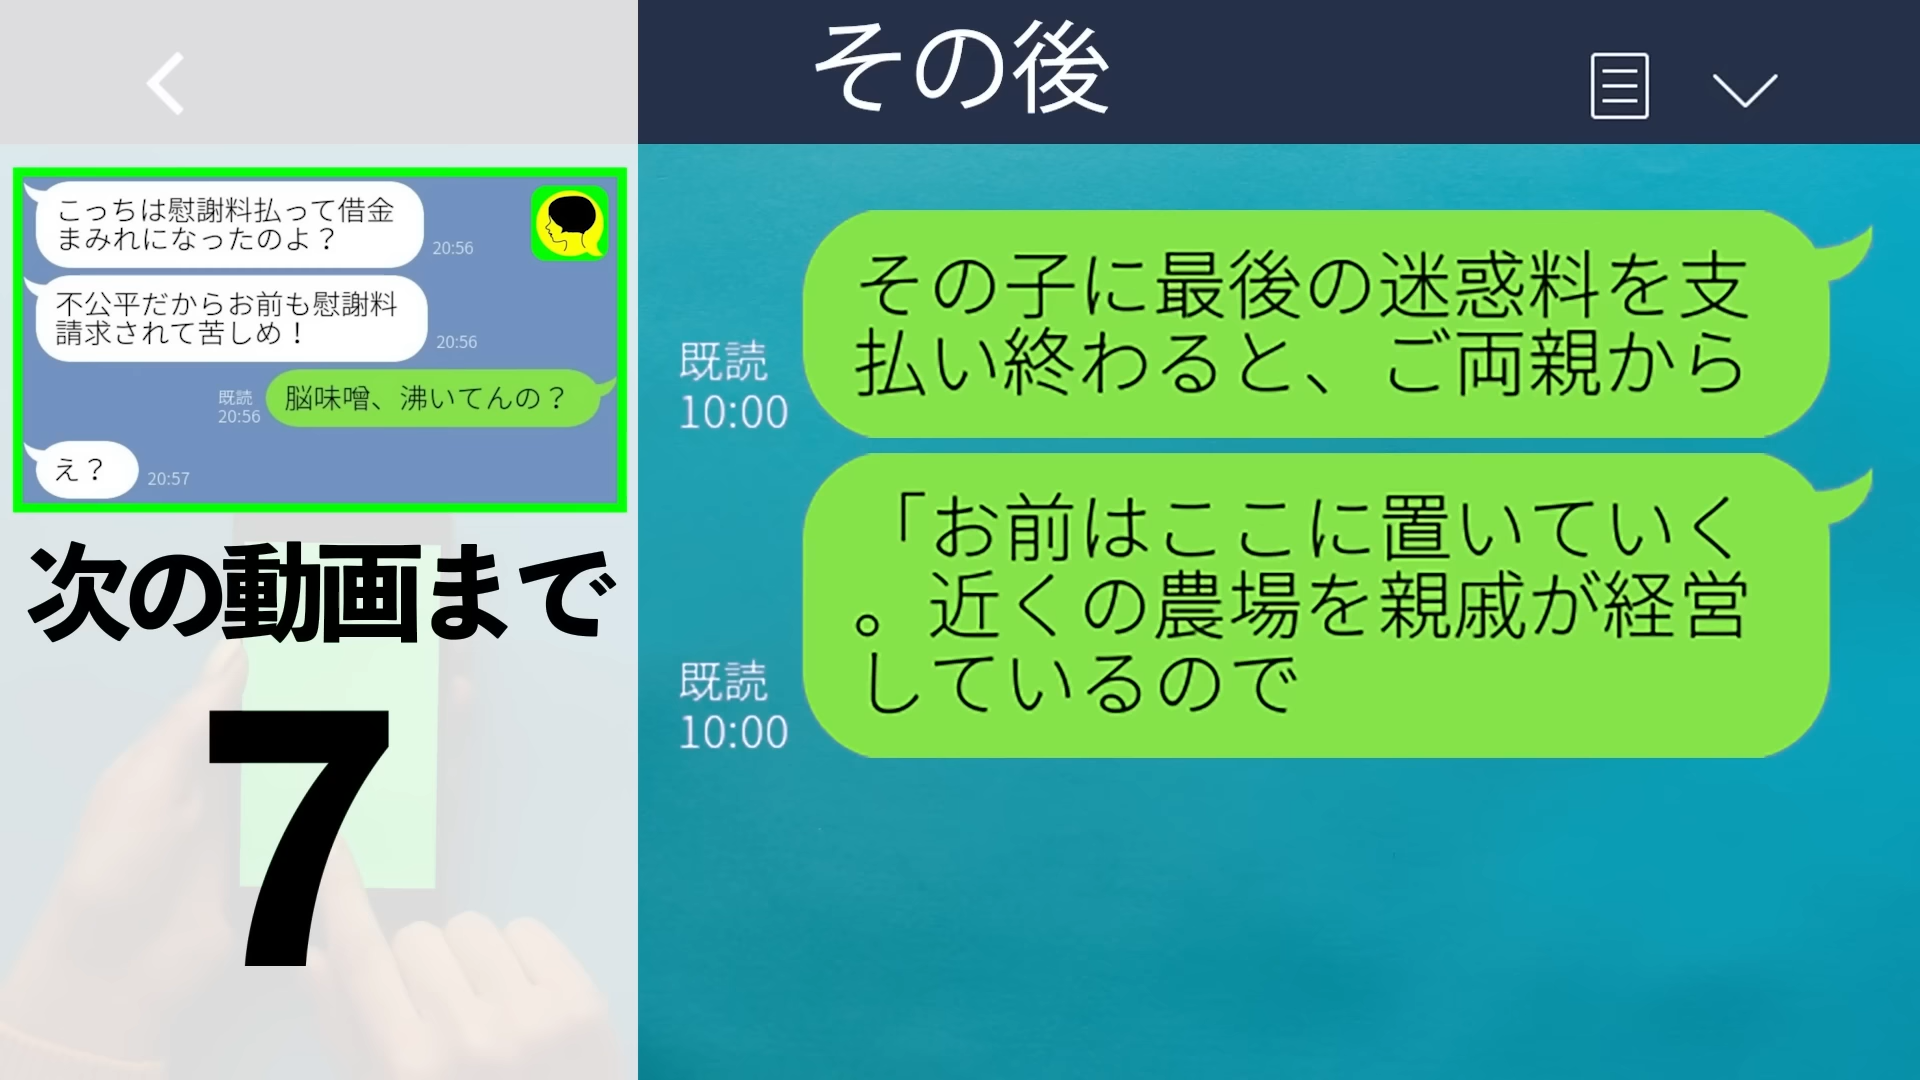 こっちは慰謝料払って借金
まみれになったのよ？
20:56
不公平だからお前も慰謝料
請求されて苦しめ！
20:56
既読
20:56
脳味噌、沸いてんの？
え？
20:57
次の動画まで
7
その後
その子に最後の迷惑料を支
払い終わると、ご両親から
既読
10:00
「お前はここに置いていく
。近くの農場を親戚が経営
しているので
既読
10:00